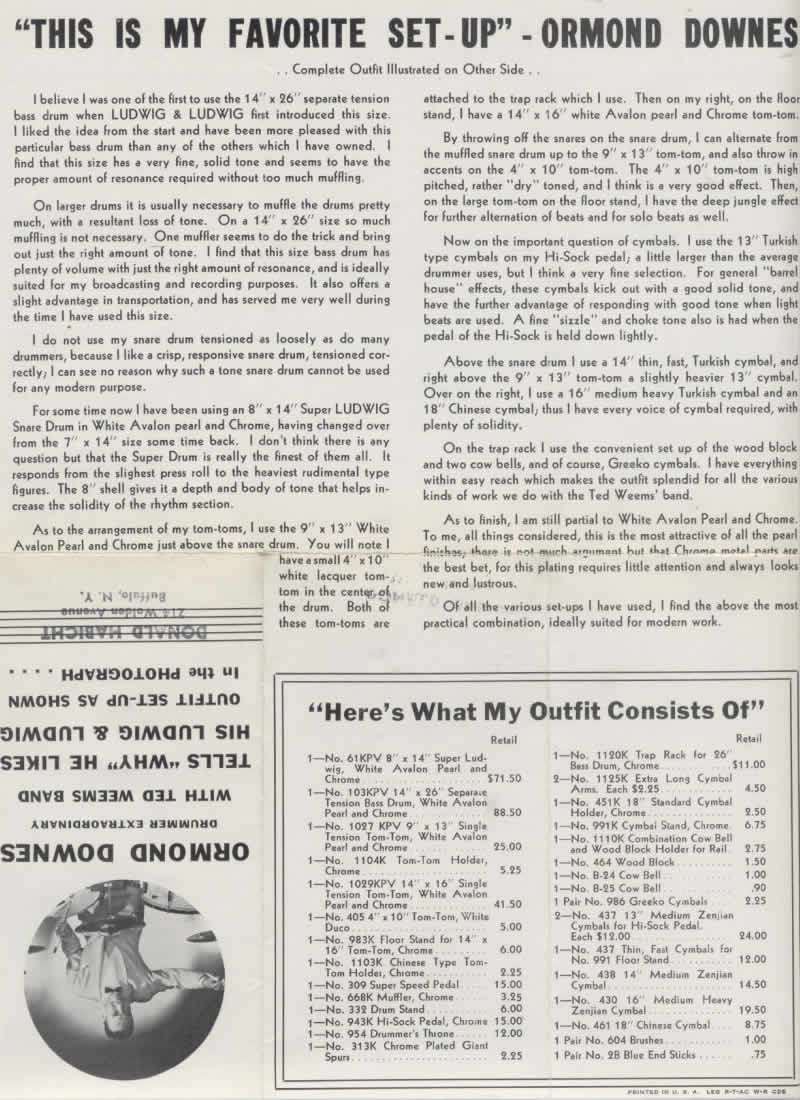 "THIS IS MY FAVORITE SET-UP" - ORMOND DOWNES
. . Complete Outfit Illustrated on Other Side . .
I believe I was one of the first to use the 14" x 26" separate tension
bass drum when LUDWIG & LUDWIG first introduced this size.
I liked the idea from the start and have been more pleased with this
particular bass drum than any of the others which I have owned. I
find that this size has a very fine, solid tone and seems to have the
proper amount of resonance required without too much muffling.
On larger drums it is usually necessary to muffle the drums pretty
much, with a resultant loss of tone. On a 14" x 26" size so much
muffling is not necessary. One muffler seems to do the trick and bring
out just the right amount of tone. I find that this size bass drum has
plenty of volume with just the right amount of resonance, and is ideally
suited for my broadcasting and recording purposes. It also offers a
slight advantage in transportation, and has served me very well during
the time I have used this size.
I do not use my snare drum tensioned as loosely as do many
drummers, because I like a crisp, responsive snare drum, tensioned cor-
rectly; I can see no reason why such a tone snare drum cannot be used
for any modern purpose.
For some time now I have been using an 8" x 14" Super LUDWIG
Snare Drum in White Avalon pearl and Chrome, having changed over
from the 7" x 14" size some time back. I don't think there is any
question but that the Super Drum is really the finest of them all. It
responds from the slighest press roll to the heaviest rudimental type
figures. The 8" shell gives it a depth and body of tone that helps in-
crease the solidity of the rhythm section.
As to the arrangement of my tom-toms, I use the 9" x 13" White
Avalon Pearl and Chrome just above the snare drum. You will note I
have a small 4" x 10"
white lacquer tom-
tom in the center of
the drum. Both of
these tom-toms are
attached to the trap rack which I use. Then on my right, on the floor
stand, I have a 14" x 16" white Avalon pearl and Chrome tom-tom.
By throwing off the snares on the snare drum, I can alternate from
the muffled snare drum up to the 9" x 13" tom-tom, and also throw in
accents on the 4" x 10" tom-tom. The 4" x 10" tom-tom is high
pitched, rather "dry" toned, and I think is a very good effect. Then,
on the large tom-tom on the floor stand, I have the deep jungle effect
for further alternation of beats and for solo beats as well.
Now on the important question of cymbals. I use the 13" Turkish
type cymbals on my Hi-Sock pedal; a little larger than the average
drummer uses, but I think a very fine selection. For general "barrel
house" effects, these cymbals kick out with a good solid tone, and
have the further advantage of responding with good tone when light
beats are used. A fine "sizzle" and choke tone also is had when the
pedal of the Hi-Sock is held down lightly.
Above the snare drum I use a 14" thin, fast, Turkish cymbal, and
right above the 9" x 13" tom-tom a slightly heavier 13" cymbal.
Over on the right, I use a 16" medium heavy Turkish cymbal and an
18" Chinese cymbal; thus I have every voice of cymbal required, with
plenty of solidity.
On the trap rack I use the convenient set up of the wood block
and two cow bells, and of course, Greeko cymbals. I have everything
within easy reach which makes the outfit splendid for all the various
kinds of work we do with the Ted Weems' band.
As to finish, I am still partial to White Avalon Pearl and Chrome.
To me, all things considered, this is the most attractive of all the pearl
finishes; there is not much argument but that Chrome metal parts are
the best bet, for this plating requires little attention and always looks
new and lustrous.
Of all the various set-ups I have used, I find the above the most
practical combination, ideally suited for modern work.
ORMOND DOWNES
DRUMMER EXTRAORDINARY
WITH TED WEEMS BAND
TELLS "WHY" HE LIKES
HIS LUDWIG & LUDWIG
OUTFIT SET-UP AS SHOWN
In the PHOTOGRAPH . . . .
DONALD HABICHT
214 Walden Avenue
Buffalo, N. Y.
"Here's What My Outfit Consists Of"
Retail
1—No. 61KPV 8" x 14" Super Lud-
wig, White Avalon Pearl and
Chrome $71.50
1—No. 103KPV 14" x 26" Separate
Tension Bass Drum, White Avalon
Pearl and Chrome 88.50
1—No. 1027 KPV 9" x 13" Single
Tension Tom-Tom, White Avalon
Pearl and Chrome 25.00
1—No. 1104K Tom-Tom Holder,
Chrome 5.25
1—No. 1029KPV 14" x 16" Single
Tension Tom-Tom, White Avalon
Pearl and Chrome 41.50
1—No. 405 4" x 10" Tom-Tom, White
Duco 5.00
1—No. 983K Floor Stand for 14" x
16" Tom-Tom, Chrome 6.00
1—No. 1103K Chinese Type Tom-
Tom Holder, Chrome 2.25
1—No. 309 Super Speed Pedal 15.00
1—No. 668K Muffler, Chrome 3.25
1—No. 332 Drum Stand 6.00
1—No. 943K Hi-Sock Pedal, Chrome 15.00
1—No. 954 Drummer's Throne 12.00
1—No. 313K Chrome Plated Giant
Spurs 2.25
Retail
1—No. 1120K Trap Rack for 26"
Bass Drum, Chrome $11.00
2—No. 1125K Extra Long Cymbal
Arms. Each $2.25 4.50
1—No. 451K 18" Standard Cymbal
Holder, Chrome 2.50
1—No. 991K Cymbal Stand, Chrome 6.75
1—No. 1110K Combination Cow Bell
and Wood Block Holder for Rail 2.75
1—No. 464 Wood Block 1.50
1—No. B-24 Cow Bell 1.00
1—No. B-25 Cow Bell .90
1 Pair No. 986 Greeko Cymbals 2.25
2—No. 437 13" Medium Zenjian
Cymbals for Hi-Sock Pedal.
Each $12.00 24.00
1—No. 437 Thin, Fast Cymbals for
No. 991 Floor Stand 12.00
1—No. 438 14" Medium Zenjian
Cymbal 14.50
1—No. 430 16" Medium Heavy
Zenjian Cymbal 19.50
1—No. 461 18" Chinese Cymbal 8.75
1 Pair No. 604 Brushes 1.00
1 Pair No. 2B Blue End Sticks .75
PRINTED IN U. S. A. LEG R-T-AC W-R CDS